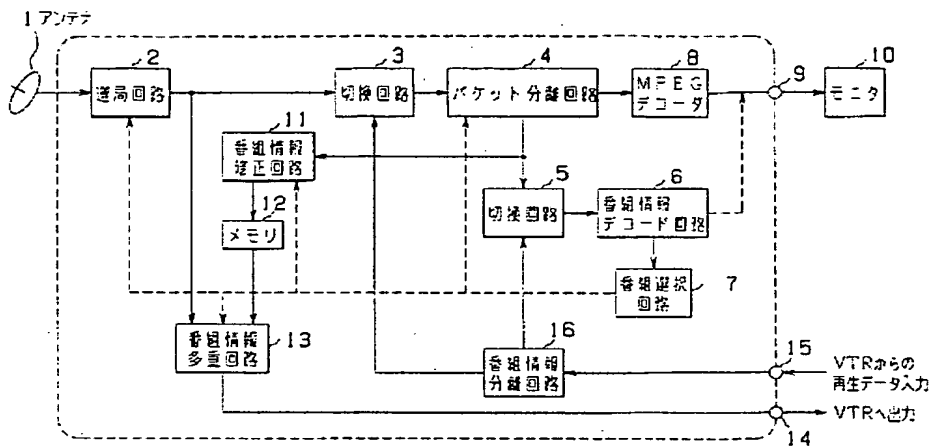 1 アンテナ
2
選局回路
3
切換回路
4
パケット分離回路
8
MPEG
デコーダ
9
10
モニタ
11
番組情報
修正回路
12
メモリ
5
切換回路
6
番組情報
デコード回路
番組選択
回路
7
番組情報
多重回路
13
16
番組情報
分離回路
15
VTRからの
再生データ入力
VTRへ出力
14